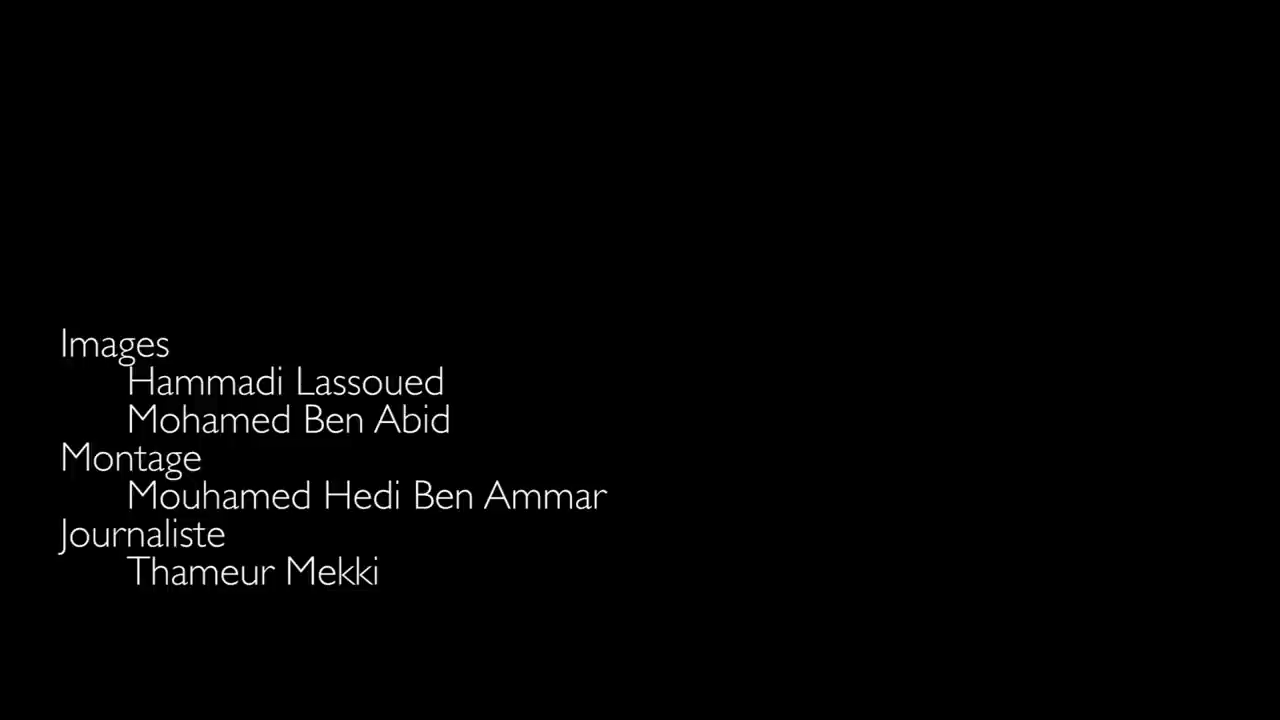 Images
Hammadi Lassoued
Mohamed Ben Abid
Montage
Mouhamed Hedi Ben Ammar
Journaliste
Thameur Mekki